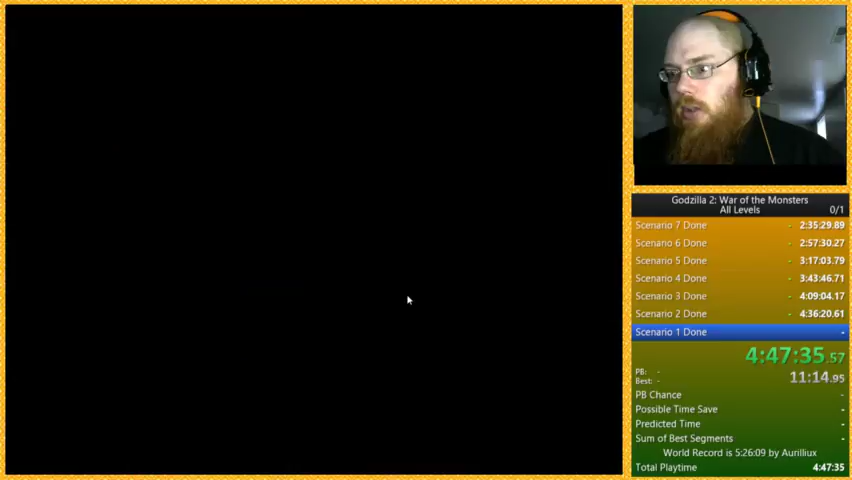 Godzilla 2: War of the Monsters
All Levels 0/1
Scenario 7 Done - 2:35:29.89
Scenario 6 Done - 2:57:30.27
Scenario 5 Done - 3:17:03.79
Scenario 4 Done - 3:43:46.71
Scenario 3 Done - 4:09:04.17
Scenario 2 Done - 4:36:20.61
Scenario 1 Done -
4:47:35.57
PB: -
Best: - 11:14.95
PB Chance -
Possible Time Save -
Predicted Time -
Sum of Best Segments -
World Record is 5:26:09 by Aurilliux
Total Playtime 4:47:35